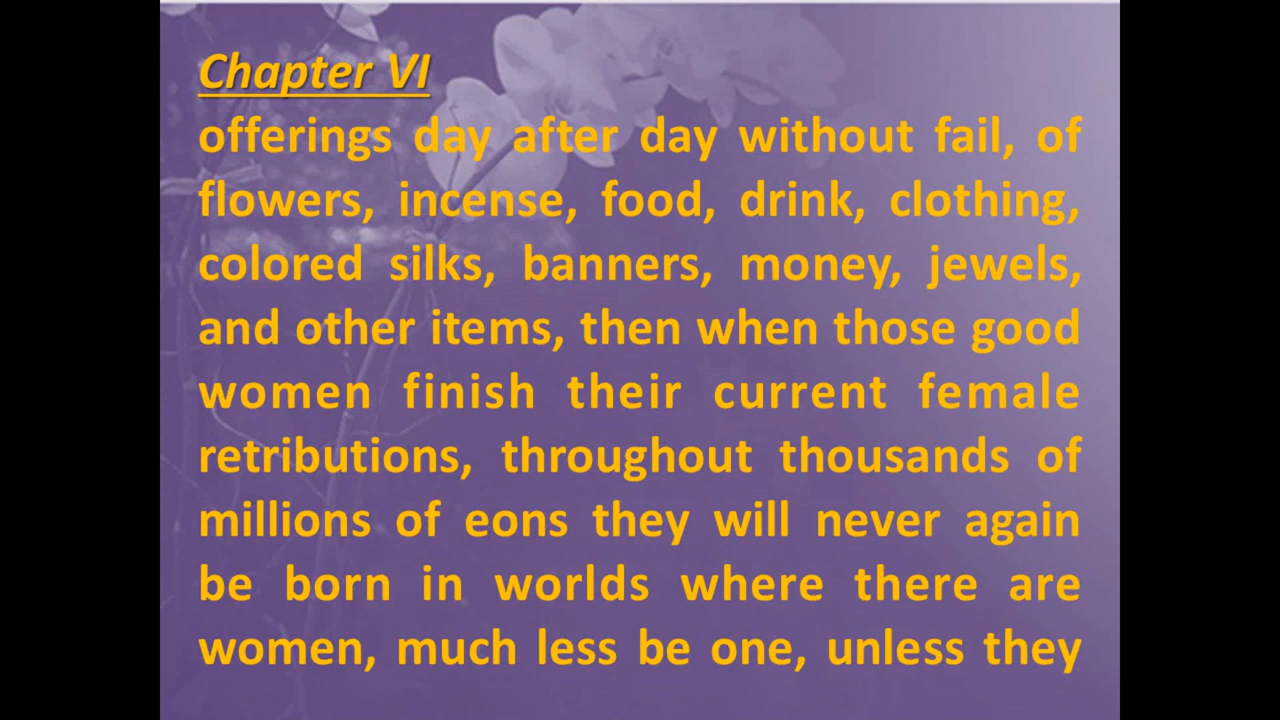 Chapter VI
offerings day after day without fail, of
flowers, incense, food, drink, clothing,
colored silks, banners, money, jewels,
and other items, then when those good
women finish their current female
retributions, throughout thousands of
millions of eons they will never again
be born in worlds where there are
women, much less be one, unless they